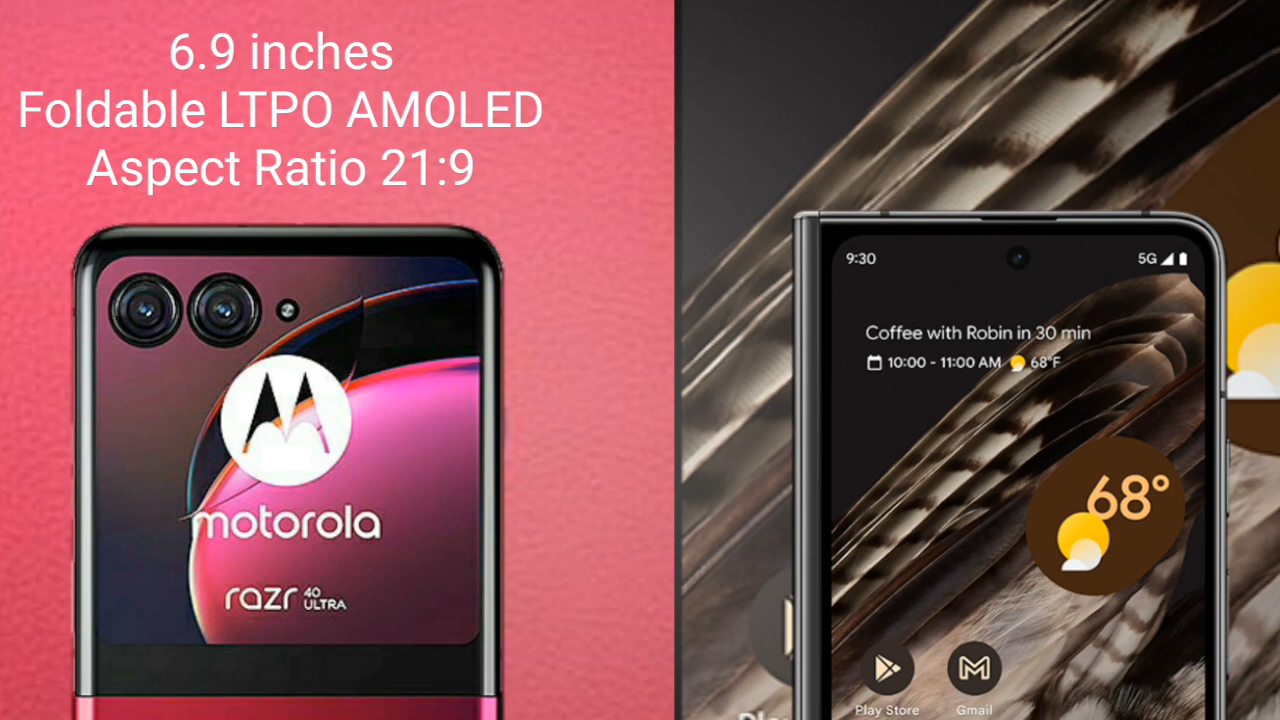 6.9 inches
Foldable LTPO AMOLED
Aspect Ratio 21:9
motorola
razr 40 ULTRA
9:30
5G
Coffee with Robin in 30 min
10:00 - 11:00 AM 68°F
68°
Play Store
Gmail